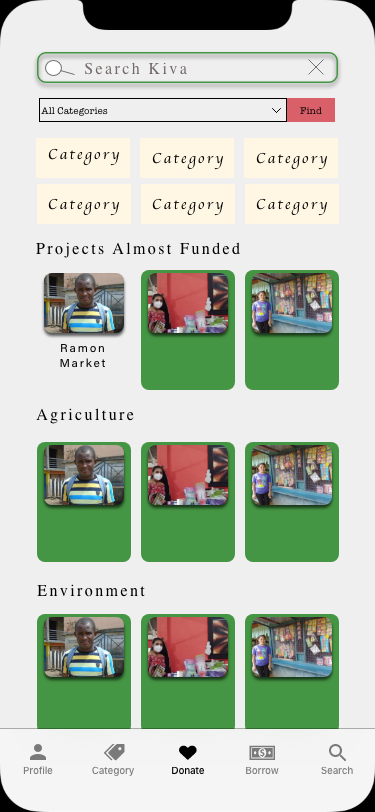 Search Kiva
All Categories
Find
Category
Category
Category
Category
Category
Category
Projects Almost Funded
Ramon
Market
Agriculture
Environment
Profile
Category
Donate
Borrow
Search